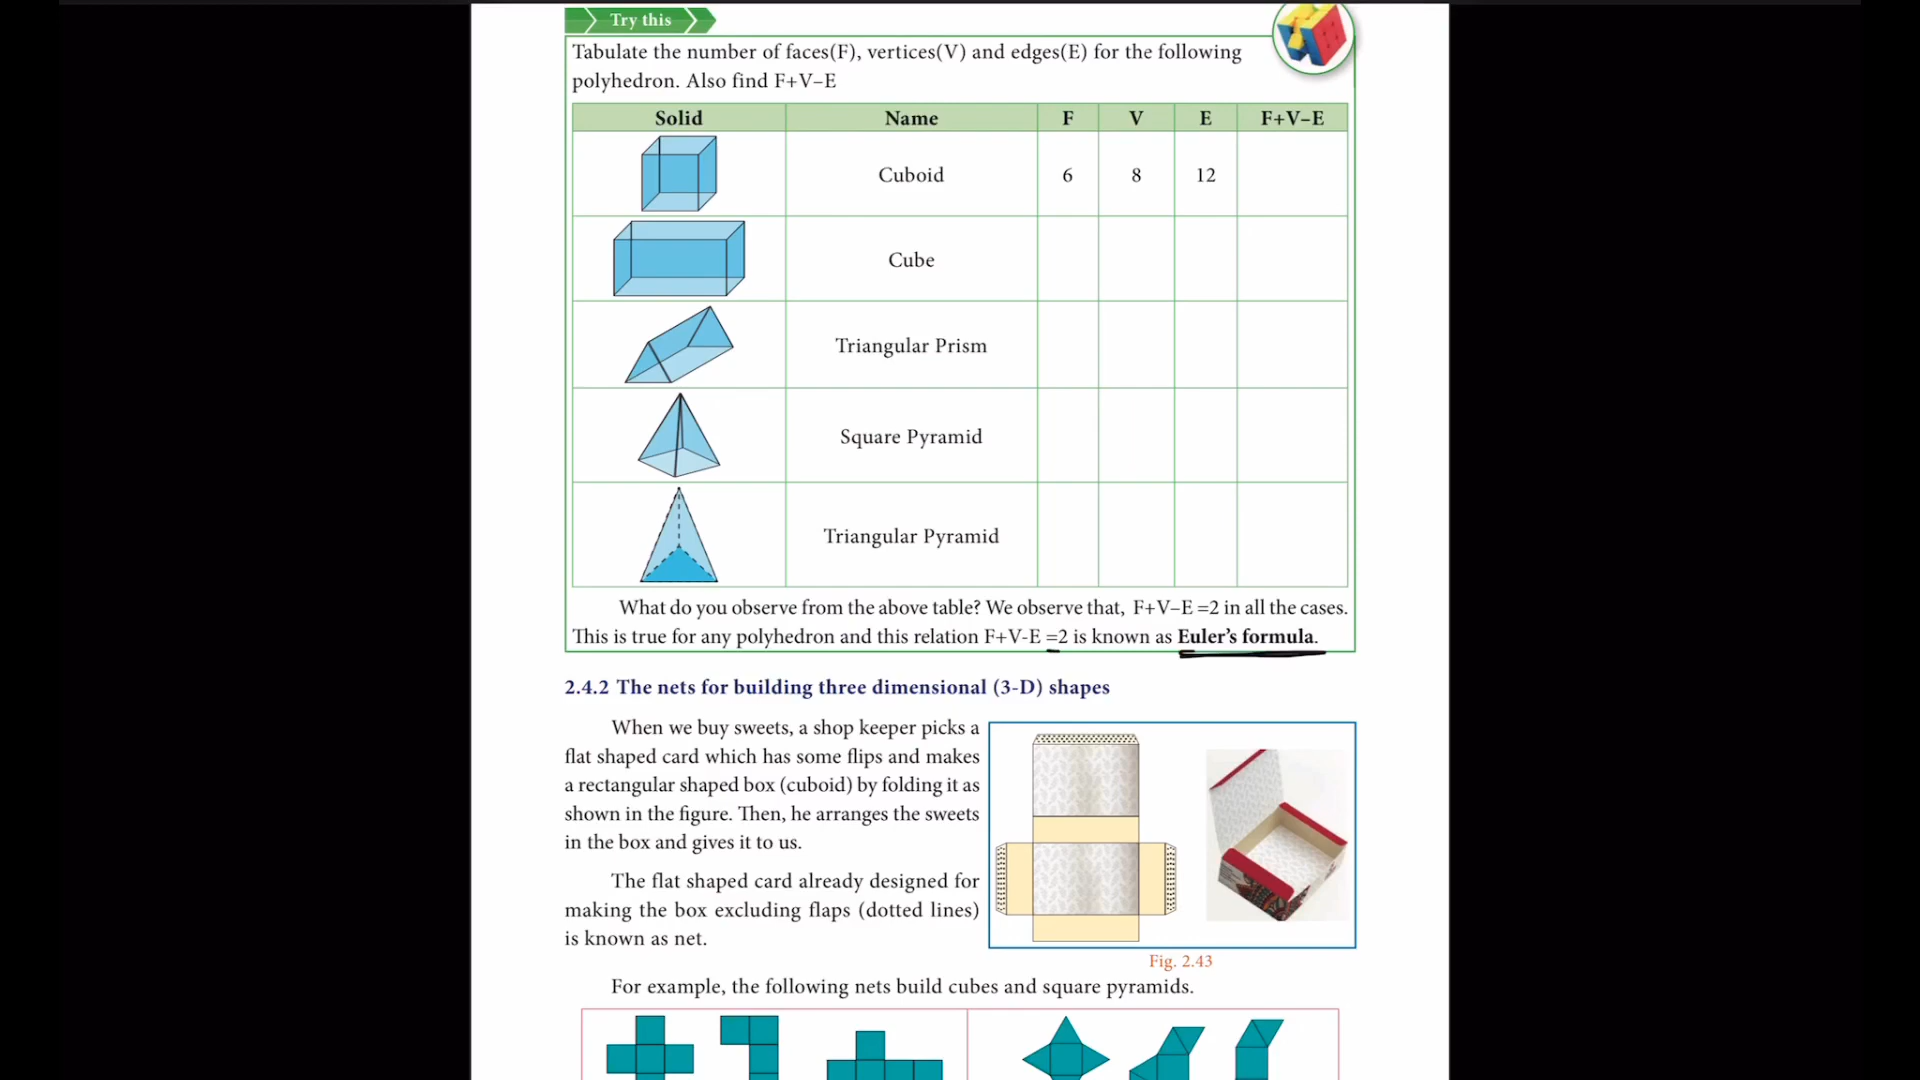 Try this
Tabulate the number of faces(F), vertices(V) and edges(E) for the following
polyhedron. Also find F+V–E
Solid Name F V E F+V–E
Cuboid 6 8 12
Cube
Triangular Prism
Square Pyramid
Triangular Pyramid
What do you observe from the above table? We observe that, F+V–E =2 in all the cases.
This is true for any polyhedron and this relation F+V-E =2 is known as Euler’s formula.
2.4.2 The nets for building three dimensional (3-D) shapes
When we buy sweets, a shop keeper picks a
flat shaped card which has some flips and makes
a rectangular shaped box (cuboid) by folding it as
shown in the figure. Then, he arranges the sweets
in the box and gives it to us.
The flat shaped card already designed for
making the box excluding flaps (dotted lines)
is known as net.
Fig. 2.43
For example, the following nets build cubes and square pyramids.